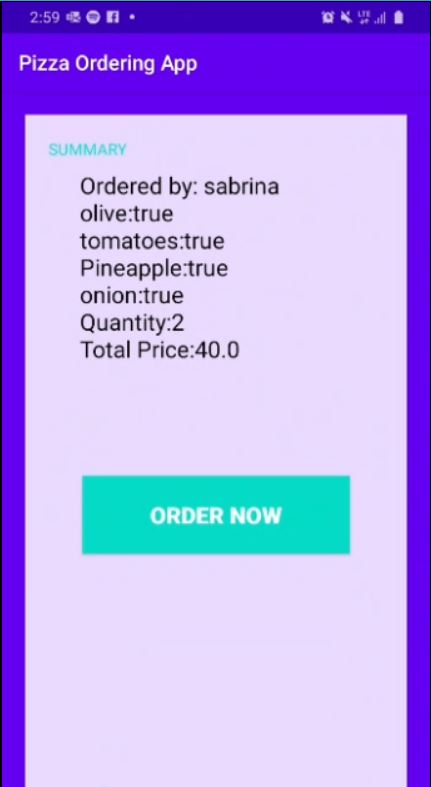 2:59
LTE
Pizza Ordering App
SUMMARY
Ordered by: sabrina
olive:true
tomatoes:true
Pineapple:true
onion:true
Quantity:2
Total Price:40.0
ORDER NOW